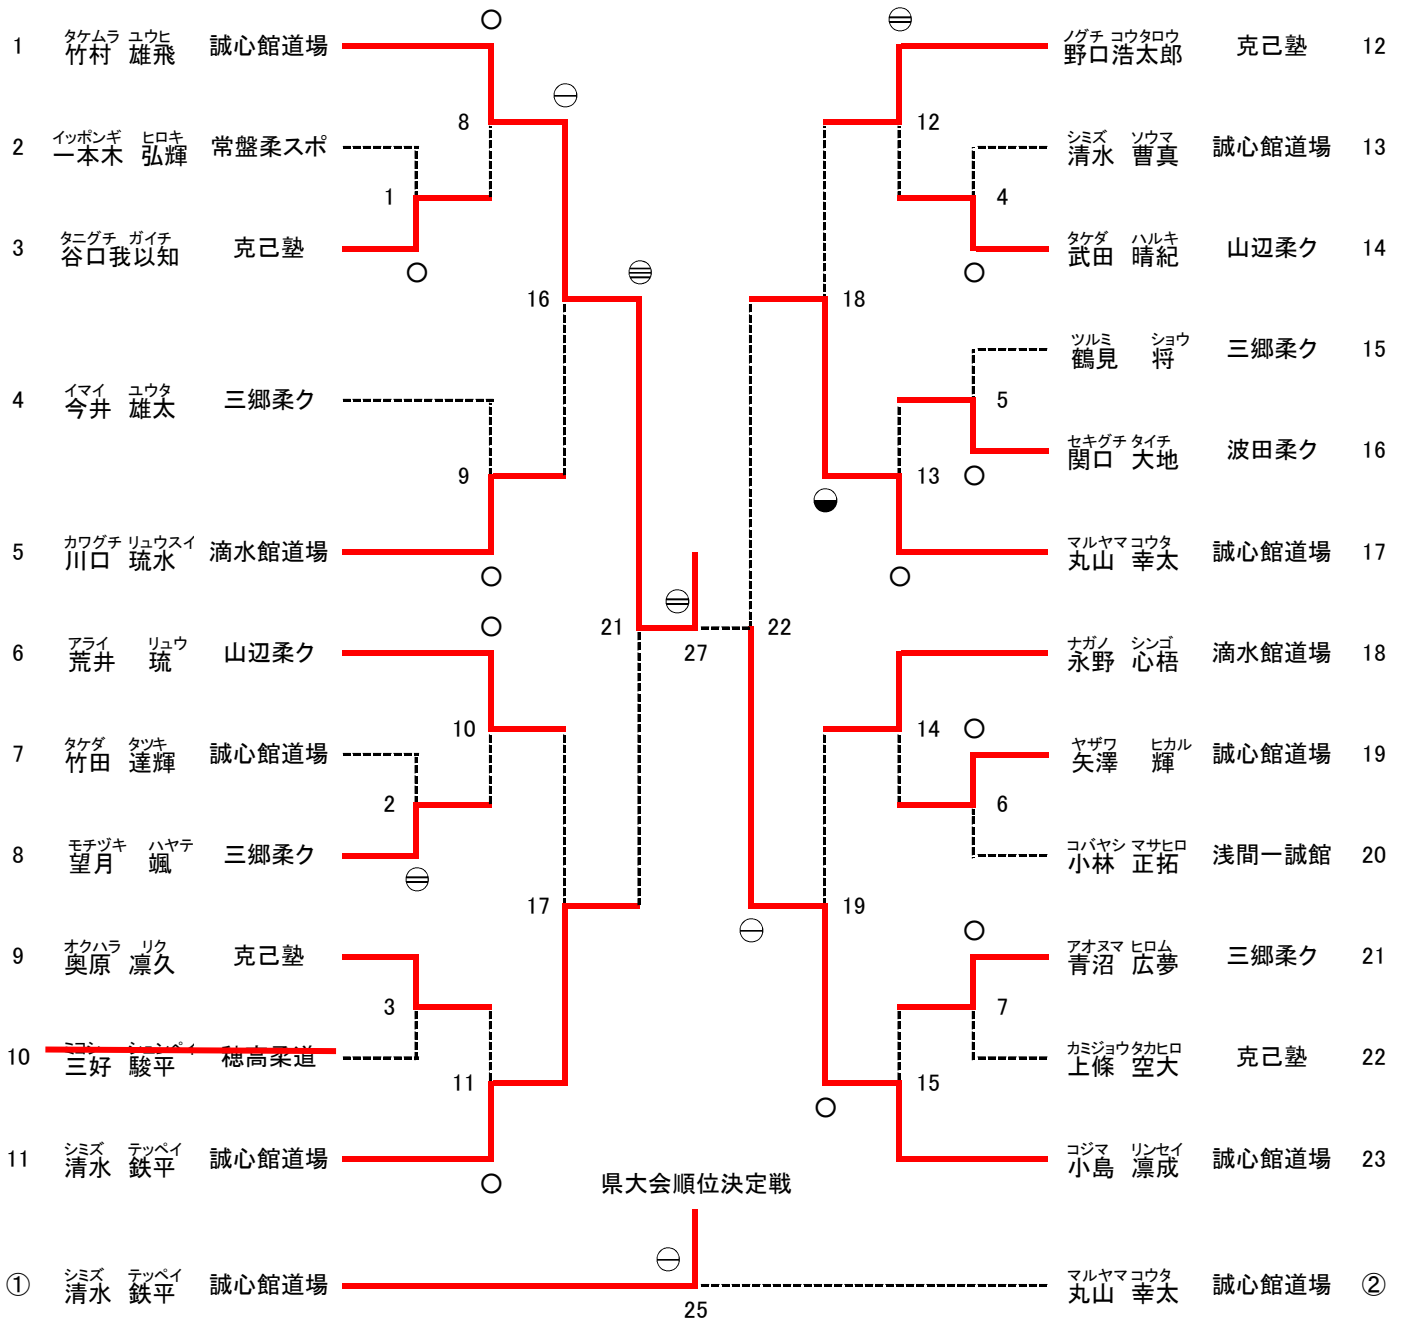 1 タケムラ ユウヒ 竹村 雄飛 誠心館道場
2 イッポンギ ヒロキ 一本木 弘輝 常盤柔スポ
3 タニグチ ガイチ 谷口我以知 克己塾
4 イマイ ユウタ 今井 雄太 三郷柔ク
5 カワグチ リュウスイ 川口 琉水 滴水館道場
6 アライ リュウ 荒井 琉 山辺柔ク
7 タケダ タツキ 竹田 達輝 誠心館道場
8 モチヅキ ハヤテ 望月 颯 三郷柔ク
9 オクハラ リク 奥原 凛久 克己塾
10 ミヨシ シュンペイ 三好 駿平 穂高柔道
11 シミズ テッペイ 清水 鉄平 誠心館道場
8
1
16
9
21
10
2
17
3
11
27
22
12
4
18
5
13
14
6
19
7
15
ノグチ コウタロウ 野口浩太郎 克己塾 12
シミズ ソウマ 清水 曹真 誠心館道場 13
タケダ ハルキ 武田 晴紀 山辺柔ク 14
ツルミ ショウ 鶴見 将 三郷柔ク 15
セキグチ タイチ 関口 大地 波田柔ク 16
マルヤマ コウタ 丸山 幸太 誠心館道場 17
ナガノ シンゴ 永野 心梧 滴水館道場 18
ヤザワ ヒカル 矢澤 輝 誠心館道場 19
コバヤシ マサヒロ 小林 正拓 浅間一誠館 20
アオヌマ ヒロム 青沼 広夢 三郷柔ク 21
カミジョウ タカヒロ 上條 空大 克己塾 22
コジマ リンセイ 小島 凛成 誠心館道場 23
県大会順位決定戦
① シミズ テッペイ 清水 鉄平 誠心館道場
25
マルヤマ コウタ 丸山 幸太 誠心館道場 ②